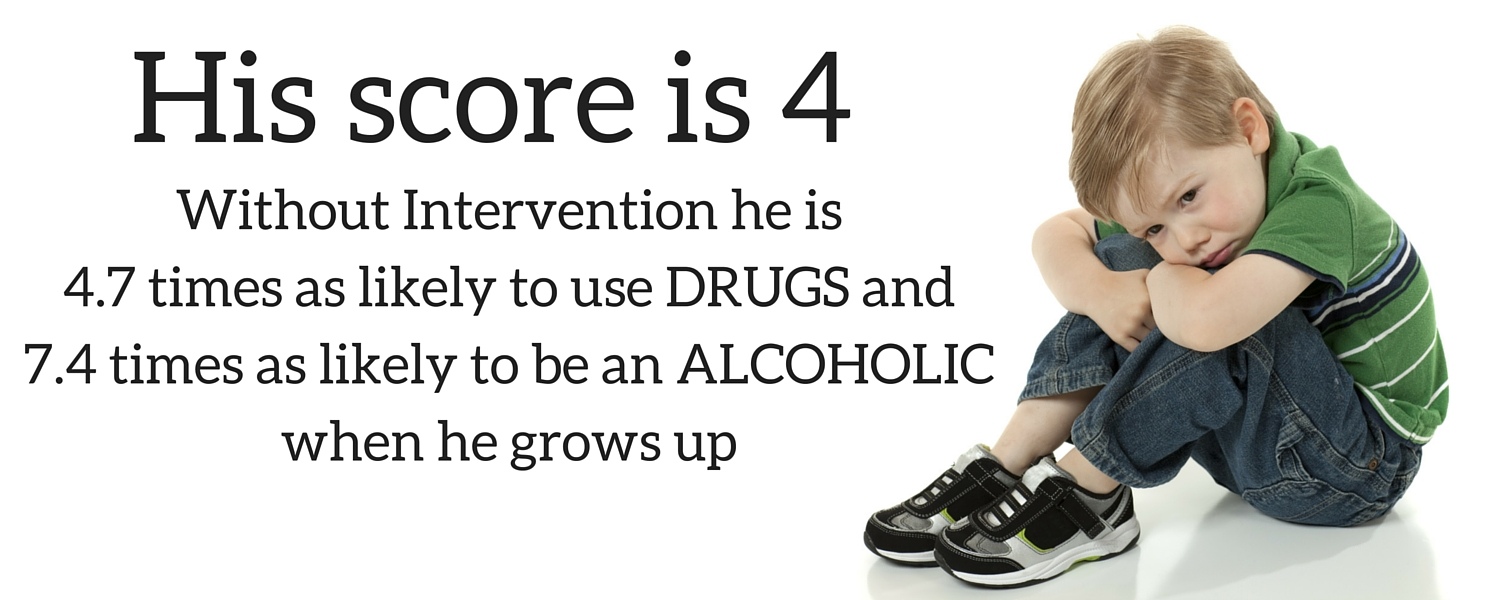 His score is 4
Without Intervention he is
4.7 times as likely to use DRUGS and
7.4 times as likely to be an ALCOHOLIC
when he grows up